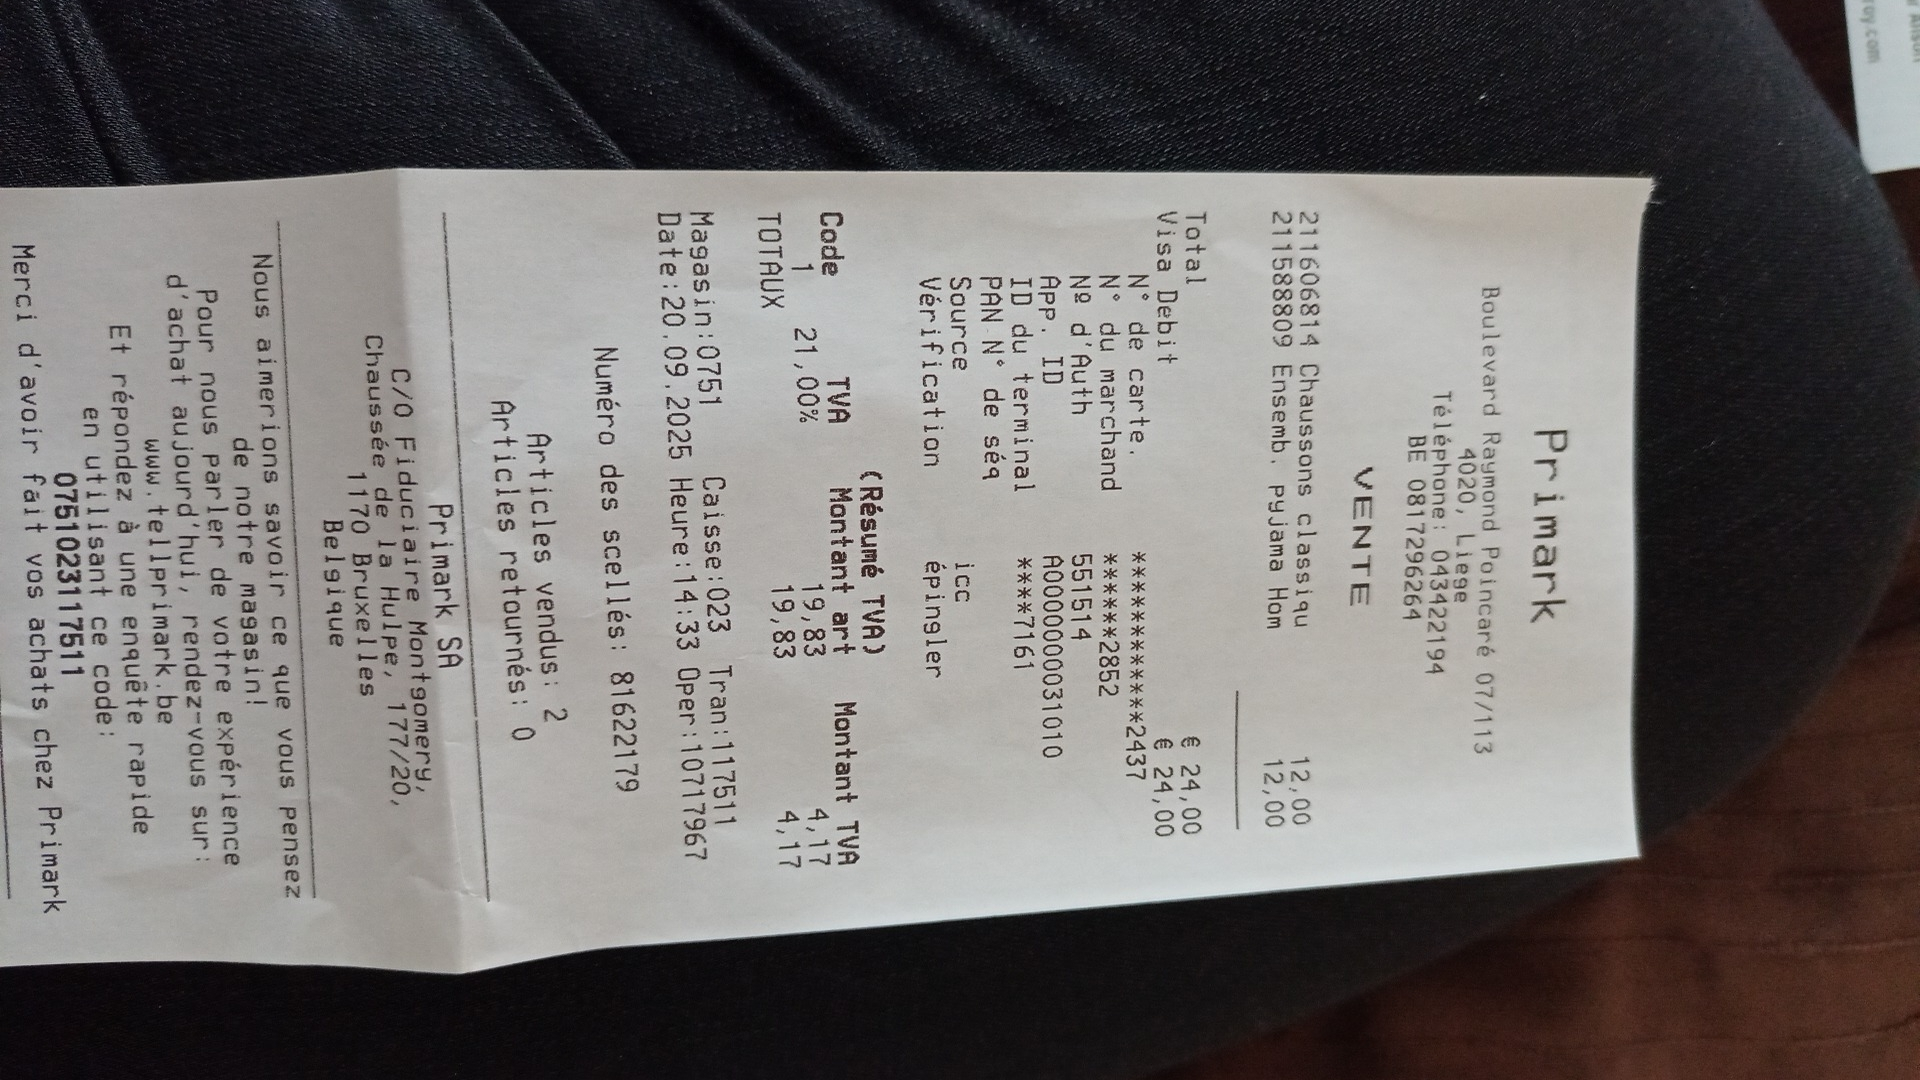 Primark
Boulevard Raymond Poincaré 07/113
4020, Liege
Téléphone: 043422194
BE 0817296264
VENTE
211606814 Chaussons classiqu 12,00
211588809 Ensemb. pyjama Hom 12,00
Total € 24,00
Visa Debit € 24,00
N° de carte. ************2437
N° du marchand ******2852
Nº d'Auth 551514
App. ID A0000000031010
ID du terminal ****7161
PAN N° de séq
Source icc
Vérification épingler
(Résumé TVA)
Code TVA Montant art Montant TVA
1 21,00% 19,83 4,17
TOTAUX 19,83 4,17
Magasin:0751 Caisse:023 Tran:117511
Date:20.09.2025 Heure:14:33 Oper:10717967
Numéro des scellés: 81622179
Articles vendus: 2
Articles retournés: 0
Primark SA
C/O Fiduciaire Montgomery,
Chaussée de la Hulpe, 177/20,
1170 Bruxelles
Belgique
Nous aimerions savoir ce que vous pensez
de notre magasin!
Pour nous parler de votre expérience
d'achat aujourd'hui, rendez-vous sur:
www.tellprimark.be
Et répondez à une enquête rapide
en utilisant ce code:
0751023117511
Merci d'avoir fait vos achats chez Primark